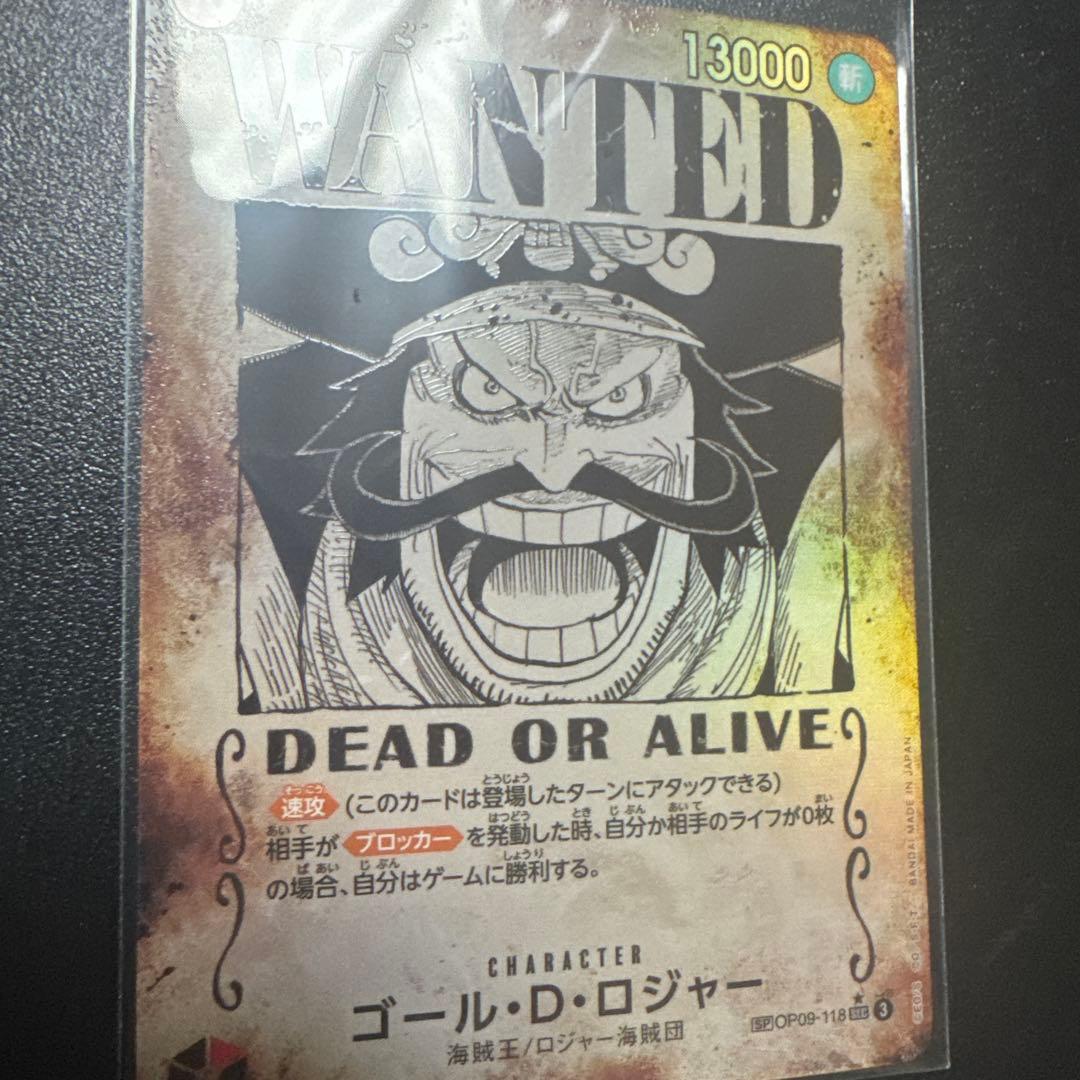 13000
斬
WANTED
DEAD OR ALIVE
速攻 (このカードは登場したターンにアタックできる)
相手が ブロッカー を発動した時、自分か相手のライフが0枚
の場合、自分はゲームに勝利する。
CHARACTER
ゴール・D・ロジャー
海賊王/ロジャー海賊団
SP OP09-118 SEC 3
BANDAI MADE IN JAPAN